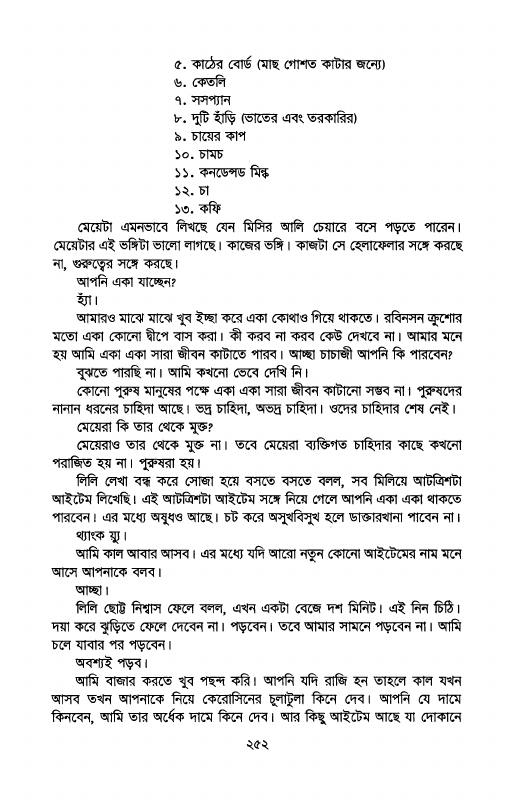 ৫. কাঠের বোর্ড (মাছ গোশত কাটার জন্যে)
৬. কেতলি
৭. সসপ্যান
৮. দুটি হাঁড়ি (ভাতের এবং তরকারির)
৯. চায়ের কাপ
১০. চামচ
১১. কনডেন্সড মিল্ক
১২. চা
১৩. কফি
মেয়েটা এমনভাবে লিখছে যেন মিসির আলি চেয়ারে বসে পড়তে পারেন।
মেয়েটার এই ভঙ্গিটা ভালো লাগছে। কাজের ভঙ্গি। কাজটা সে হেলাফেলার সঙ্গে করছে
না, গুরুত্বের সঙ্গে করছে।
আপনি একা যাচ্ছেন?
হ্যাঁ।
আমারও মাঝে মাঝে খুব ইচ্ছা করে একা কোথাও গিয়ে থাকতে। রবিনসন ক্রুশোর
মতো একা কোনো দ্বীপে বাস করা। কী করব না করব কেউ দেখবে না। আমার মনে
হয় আমি একা একা সারা জীবন কাটাতে পারব। আচ্ছা চাচাজী আপনি কি পারবেন?
বুঝতে পারছি না। আমি কখনো ভেবে দেখি নি।
কোনো পুরুষ মানুষের পক্ষে একা একা সারা জীবন কাটানো সম্ভব না। পুরুষদের
নানান ধরনের চাহিদা আছে। ভদ্র চাহিদা, অভদ্র চাহিদা। ওদের চাহিদার শেষ নেই।
মেয়েরা কি তার থেকে মুক্ত?
মেয়েরাও তার থেকে মুক্ত না। তবে মেয়েরা ব্যক্তিগত চাহিদার কাছে কখনো
পরাজিত হয় না। পুরুষরা হয়।
লিলি লেখা বন্ধ করে সোজা হয়ে বসতে বসতে বলল, সব মিলিয়ে আটত্রিশটা
আইটেম লিখেছি। এই আটত্রিশটা আইটেম সঙ্গে নিয়ে গেলে আপনি একা একা থাকতে
পারবেন। এর মধ্যে অষুধও আছে। চট করে অসুখবিসুখ হলে ডাক্তারখানা পাবেন না।
থ্যাংক য়্যু।
আমি কাল আবার আসব। এর মধ্যে যদি আরো নতুন কোনো আইটেমের নাম মনে
আসে আপনাকে বলব।
আচ্ছা।
লিলি ছোট্ট নিশ্বাস ফেলে বলল, এখন একটা বেজে দশ মিনিট। এই নিন চিঠি।
দয়া করে ঝুড়িতে ফেলে দেবেন না। পড়বেন। তবে আমার সামনে পড়বেন না। আমি
চলে যাবার পর পড়বেন।
অবশ্যই পড়ব।
আমি বাজার করতে খুব পছন্দ করি। আপনি যদি রাজি হন তাহলে কাল যখন
আসব তখন আপনাকে নিয়ে কেরোসিনের চুলাটুলা কিনে দেব। আপনি যে দামে
কিনবেন, আমি তার অর্ধেক দামে কিনে দেব। আর কিছু আইটেম আছে যা দোকানে
২৫২